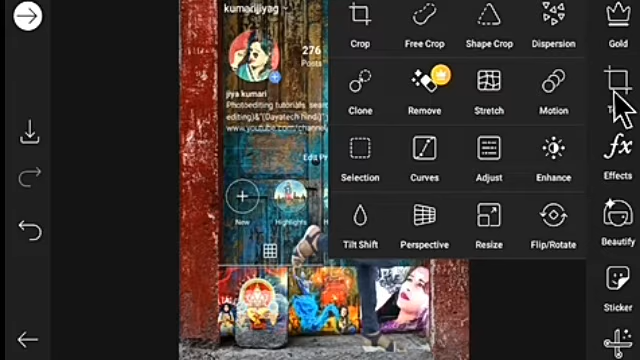 kumarijiyag
276
Posts
jiya kumari
Photoediting tutorials
editing)&"(Dayatech hindi)"
www.youtube.com/channel
Edit Pr
New
Highlights
Crop
Free Crop
Shape Crop
Dispersion
Clone
Remove
Stretch
Motion
Selection
Curves
Adjust
Enhance
Tilt Shift
Perspective
Resize
Flip/Rotate
Gold
Effects
Beautify
Sticker